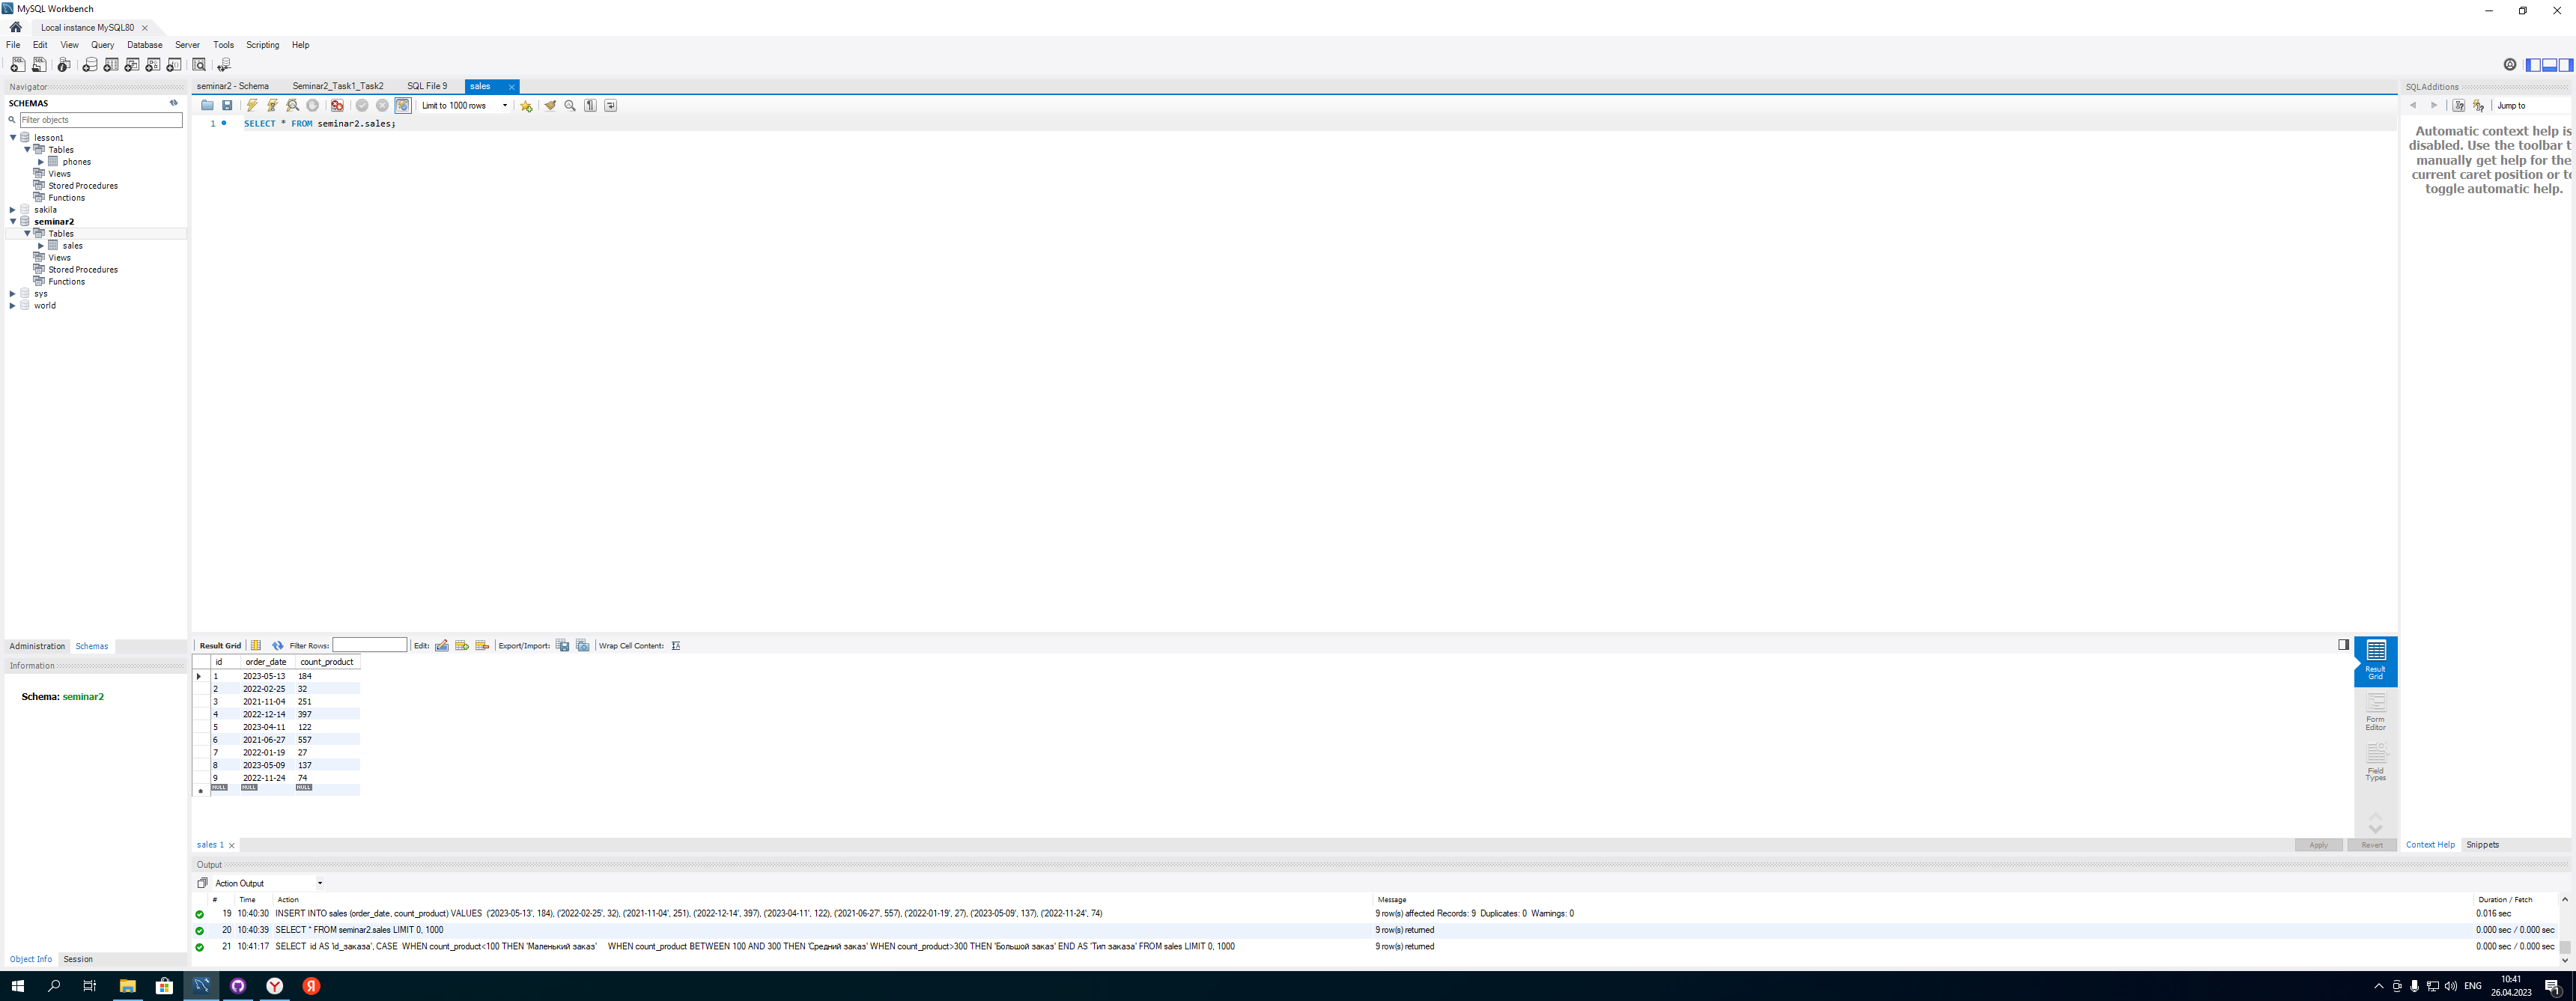 MySQL Workbench
Local instance MySQL80
File Edit View Query Database Server Tools Scripting Help
Navigator
SCHEMAS
Filter objects
lesson1
Tables
phones
Views
Stored Procedures
Functions
sakila
seminar2
Tables
sales
Views
Stored Procedures
Functions
sys
world
Administration Schemas
Information
Schema: seminar2
Object Info Session
seminar2 - Schema Seminar2_Task1_Task2 SQL File 9 sales
Limit to 1000 rows
1 SELECT * FROM seminar2.sales;
Result Grid Filter Rows: Edit: Export/Import: Wrap Cell Content:
id order_date count_product
1 2023-05-13 184
2 2022-02-25 32
3 2021-11-04 251
4 2022-12-14 397
5 2023-04-11 122
6 2021-06-27 557
7 2022-01-19 27
8 2023-05-09 137
9 2022-11-24 74
NULL NULL NULL
Result
Grid
Form
Editor
Field
Types
sales 1
Apply Revert
SQLAdditions
Jump to
Automatic context help is
disabled. Use the toolbar t
manually get help for the
current caret position or to
toggle automatic help.
Context Help Snippets
Output
Action Output
# Time Action Message Duration / Fetch
19 10:40:30 INSERT INTO sales (order_date, count_product) VALUES ('2023-05-13', 184), ('2022-02-25', 32), ('2021-11-04', 251), ('2022-12-14', 397), ('2023-04-11', 122), ('2021-06-27', 557), ('2022-01-19', 27), ('2023-05-09', 137), ('2022-11-24', 74) 9 row(s) affected Records: 9 Duplicates: 0 Warnings: 0 0.016 sec
20 10:40:39 SELECT * FROM seminar2.sales LIMIT 0, 1000 9 row(s) returned 0.000 sec / 0.000 sec
21 10:41:17 SELECT id AS 'id_заказа', CASE WHEN count_product<100 THEN 'Маленький заказ' WHEN count_product BETWEEN 100 AND 300 THEN 'Средний заказ' WHEN count_product>300 THEN 'Большой заказ' END AS 'Тип заказа' FROM sales LIMIT 0, 1000 9 row(s) returned 0.000 sec / 0.000 sec
ENG
10:41
26.04.2023
1